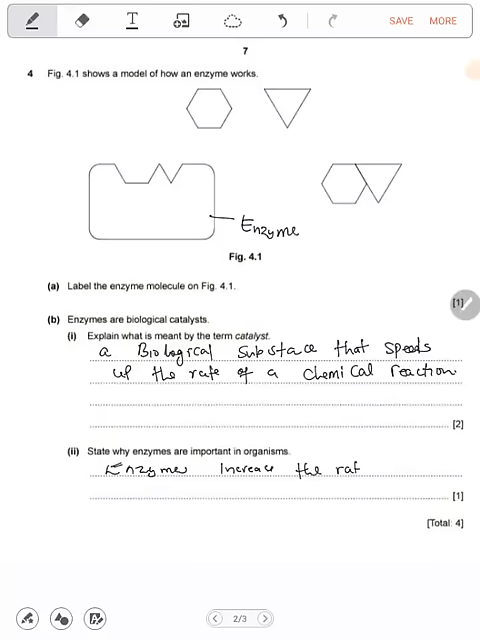 T
SAVE MORE
7
4 Fig. 4.1 shows a model of how an enzyme works.
Enzyme
Fig. 4.1
(a) Label the enzyme molecule on Fig. 4.1.
[1]
(b) Enzymes are biological catalysts.
(i) Explain what is meant by the term catalyst.
a Biological Substace that speeds
up the rate of a chemical reaction
[2]
(ii) State why enzymes are important in organisms.
Enzymes Increase the rat
[1]
[Total: 4]
2/3